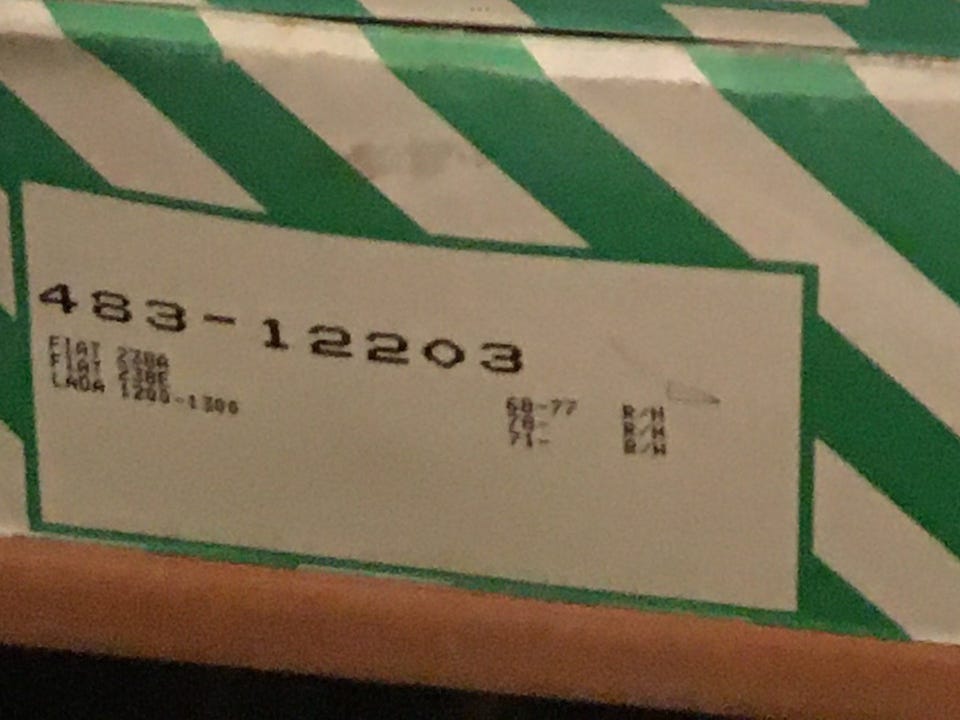 483-12203
FIAT 238A 68-77 R/W
FIAT 238E 78- R/W
LADA 1200-1300 71- R/W